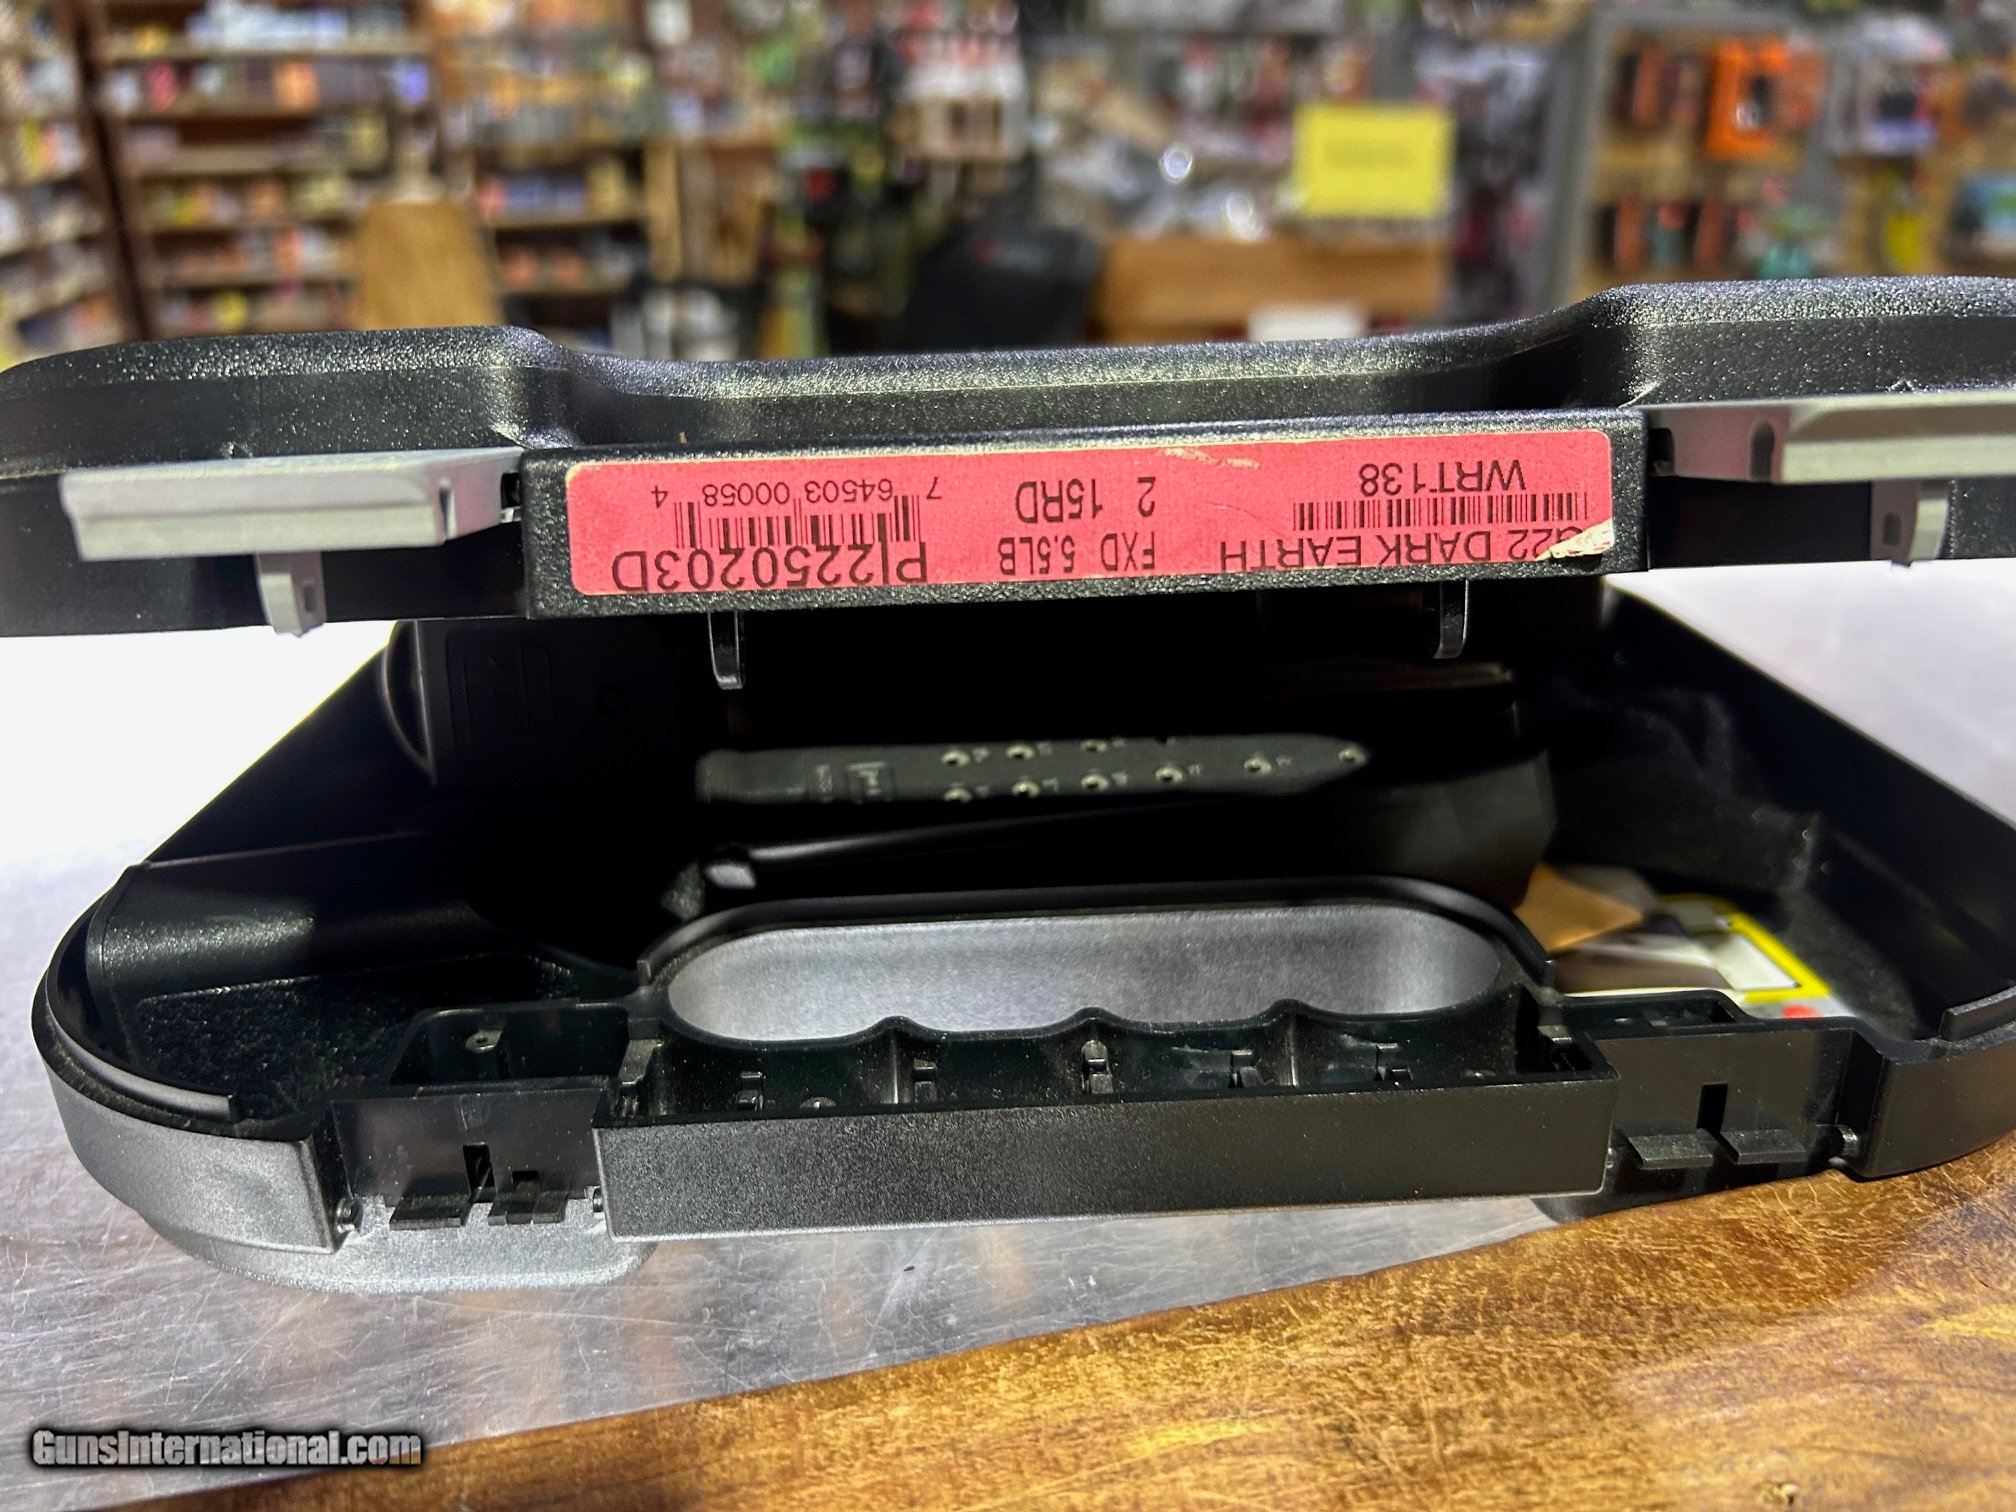 G22 DARK EARTH
WRT138
FXD 5.5LB
2 15RD
PI2250203D
7 64503 00058 4
GunsInternational.com